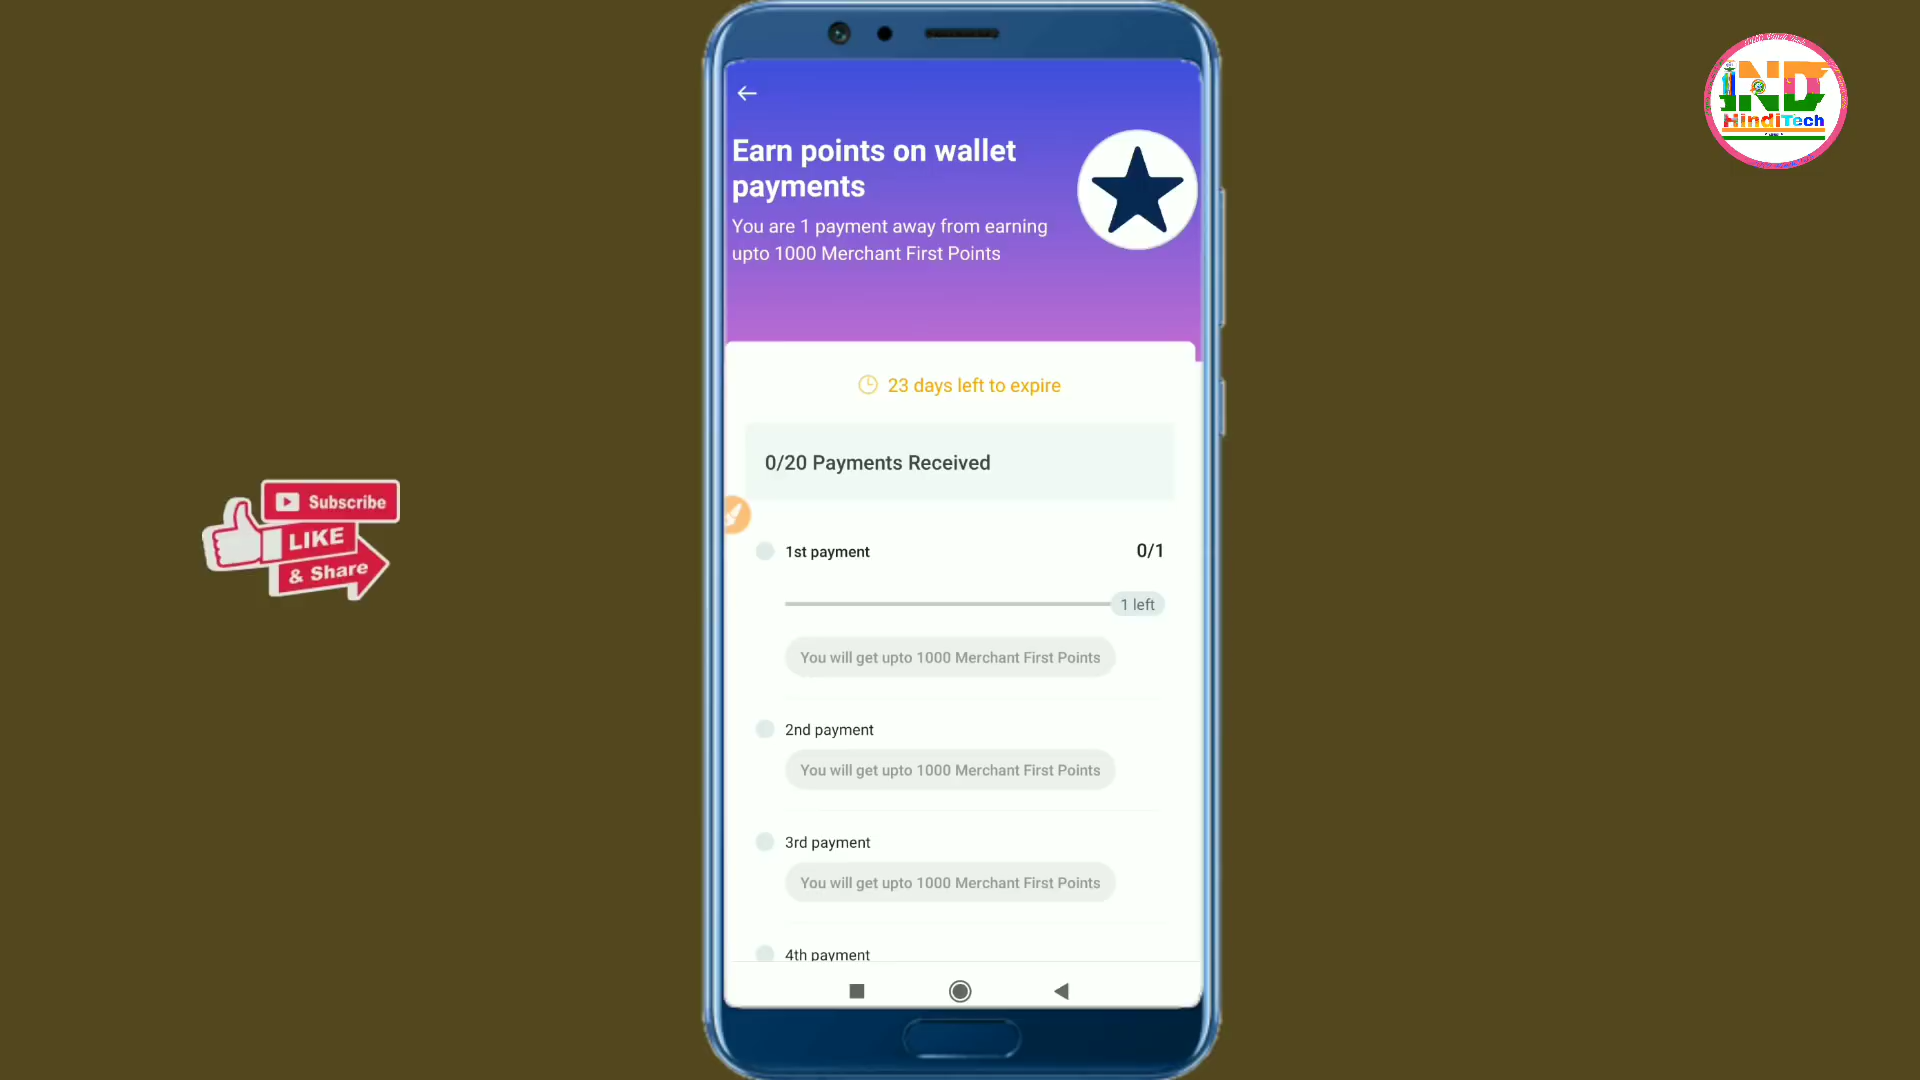 Earn points on wallet
payments
You are 1 payment away from earning
upto 1000 Merchant First Points
23 days left to expire
0/20 Payments Received
1st payment 0/1
1 left
You will get upto 1000 Merchant First Points
2nd payment
You will get upto 1000 Merchant First Points
3rd payment
You will get upto 1000 Merchant First Points
4th payment
Subscribe
LIKE
& Share
IND
HindiTech